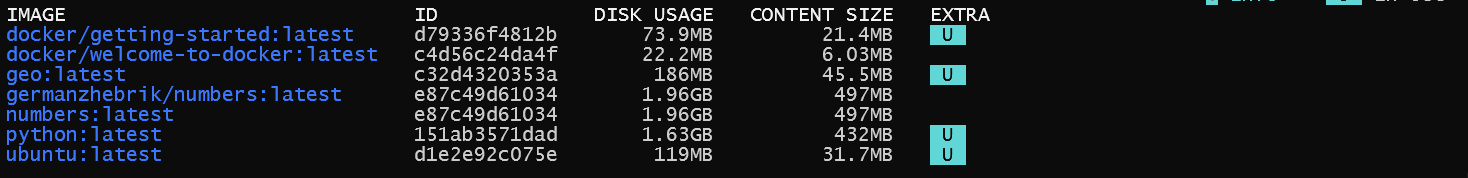 IMAGE ID DISK USAGE CONTENT SIZE EXTRA
docker/getting-started:latest d79336f4812b 73.9MB 21.4MB U
docker/welcome-to-docker:latest c4d56c24da4f 22.2MB 6.03MB
geo:latest c32d4320353a 186MB 45.5MB U
germanzhebrik/numbers:latest e87c49d61034 1.96GB 497MB
numbers:latest e87c49d61034 1.96GB 497MB
python:latest 151ab3571dad 1.63GB 432MB U
ubuntu:latest d1e2e92c075e 119MB 31.7MB U